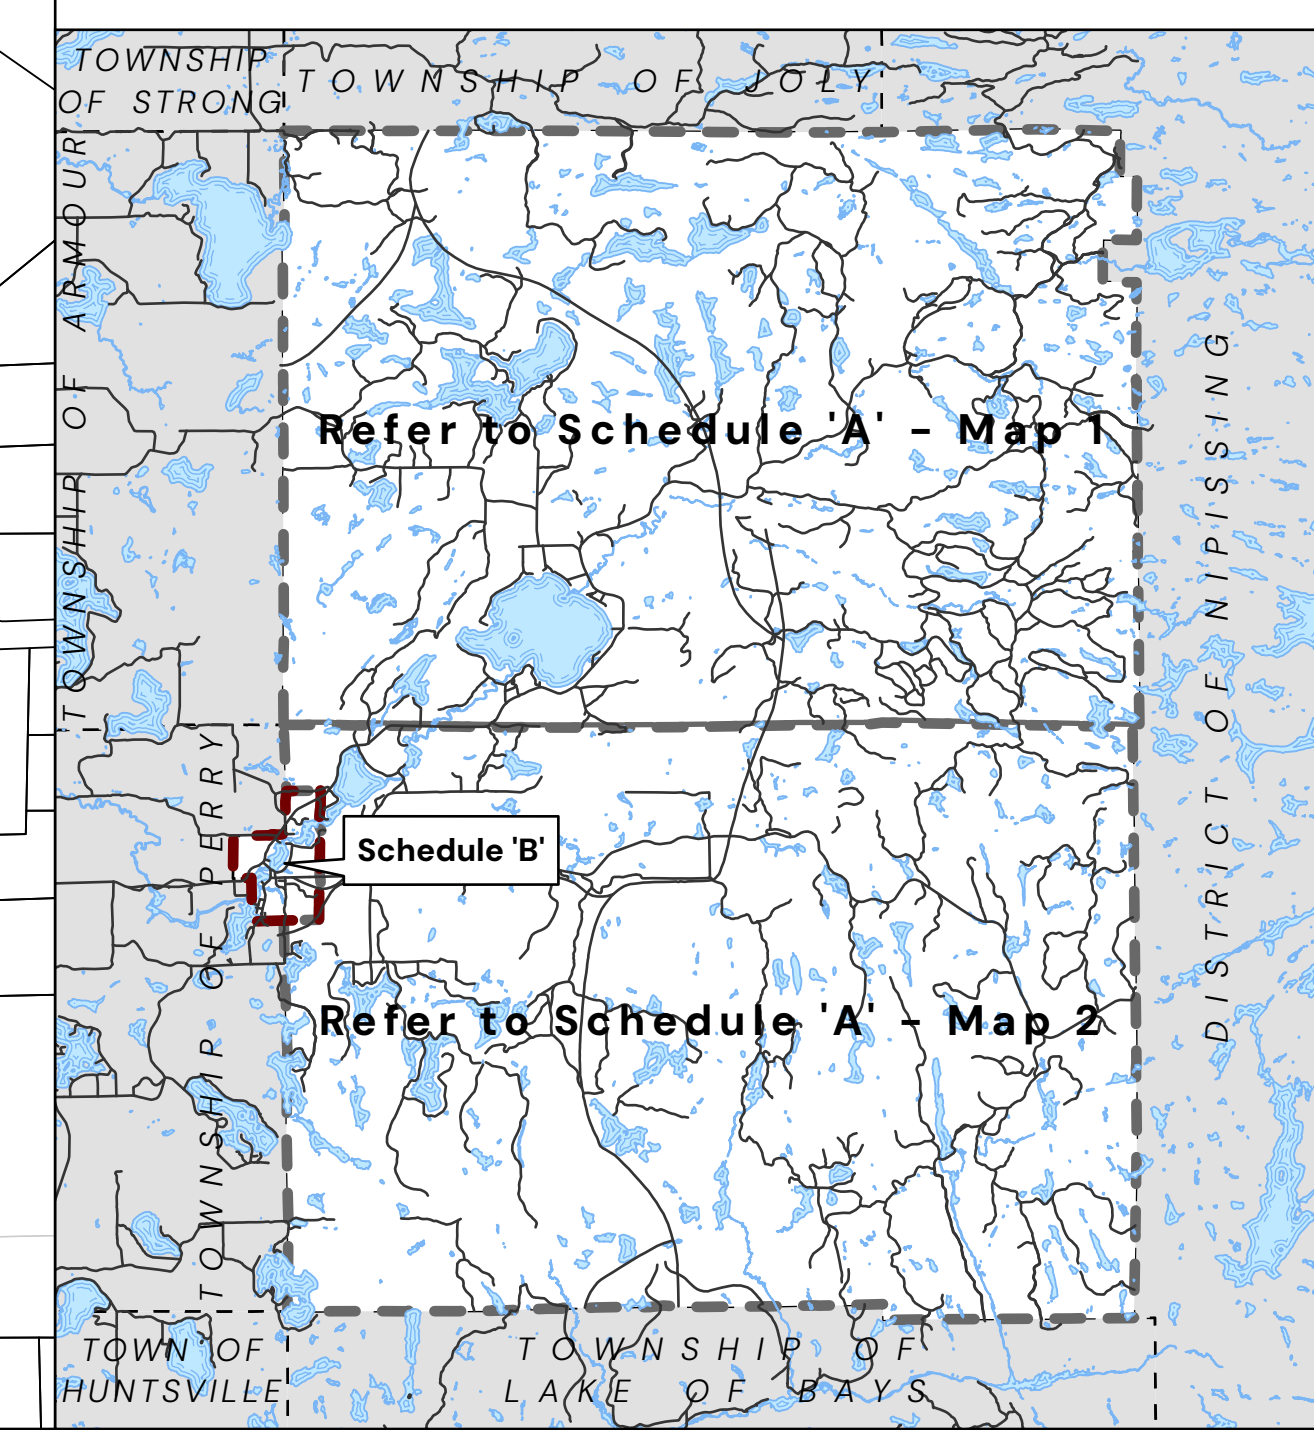 TOWNSHIP
OF STRONG
TOWNSHIP OF JOLY
TOWNSHIP OF ARMOUR
Refer to Schedule 'A' - Map 1
DISTRICT OF NIPISSING
TOWNSHIP OF PERRY
Schedule 'B'
Refer to Schedule 'A' - Map 2
TOWN OF
HUNTSVILLE
TOWNSHIP OF
LAKE OF BAYS